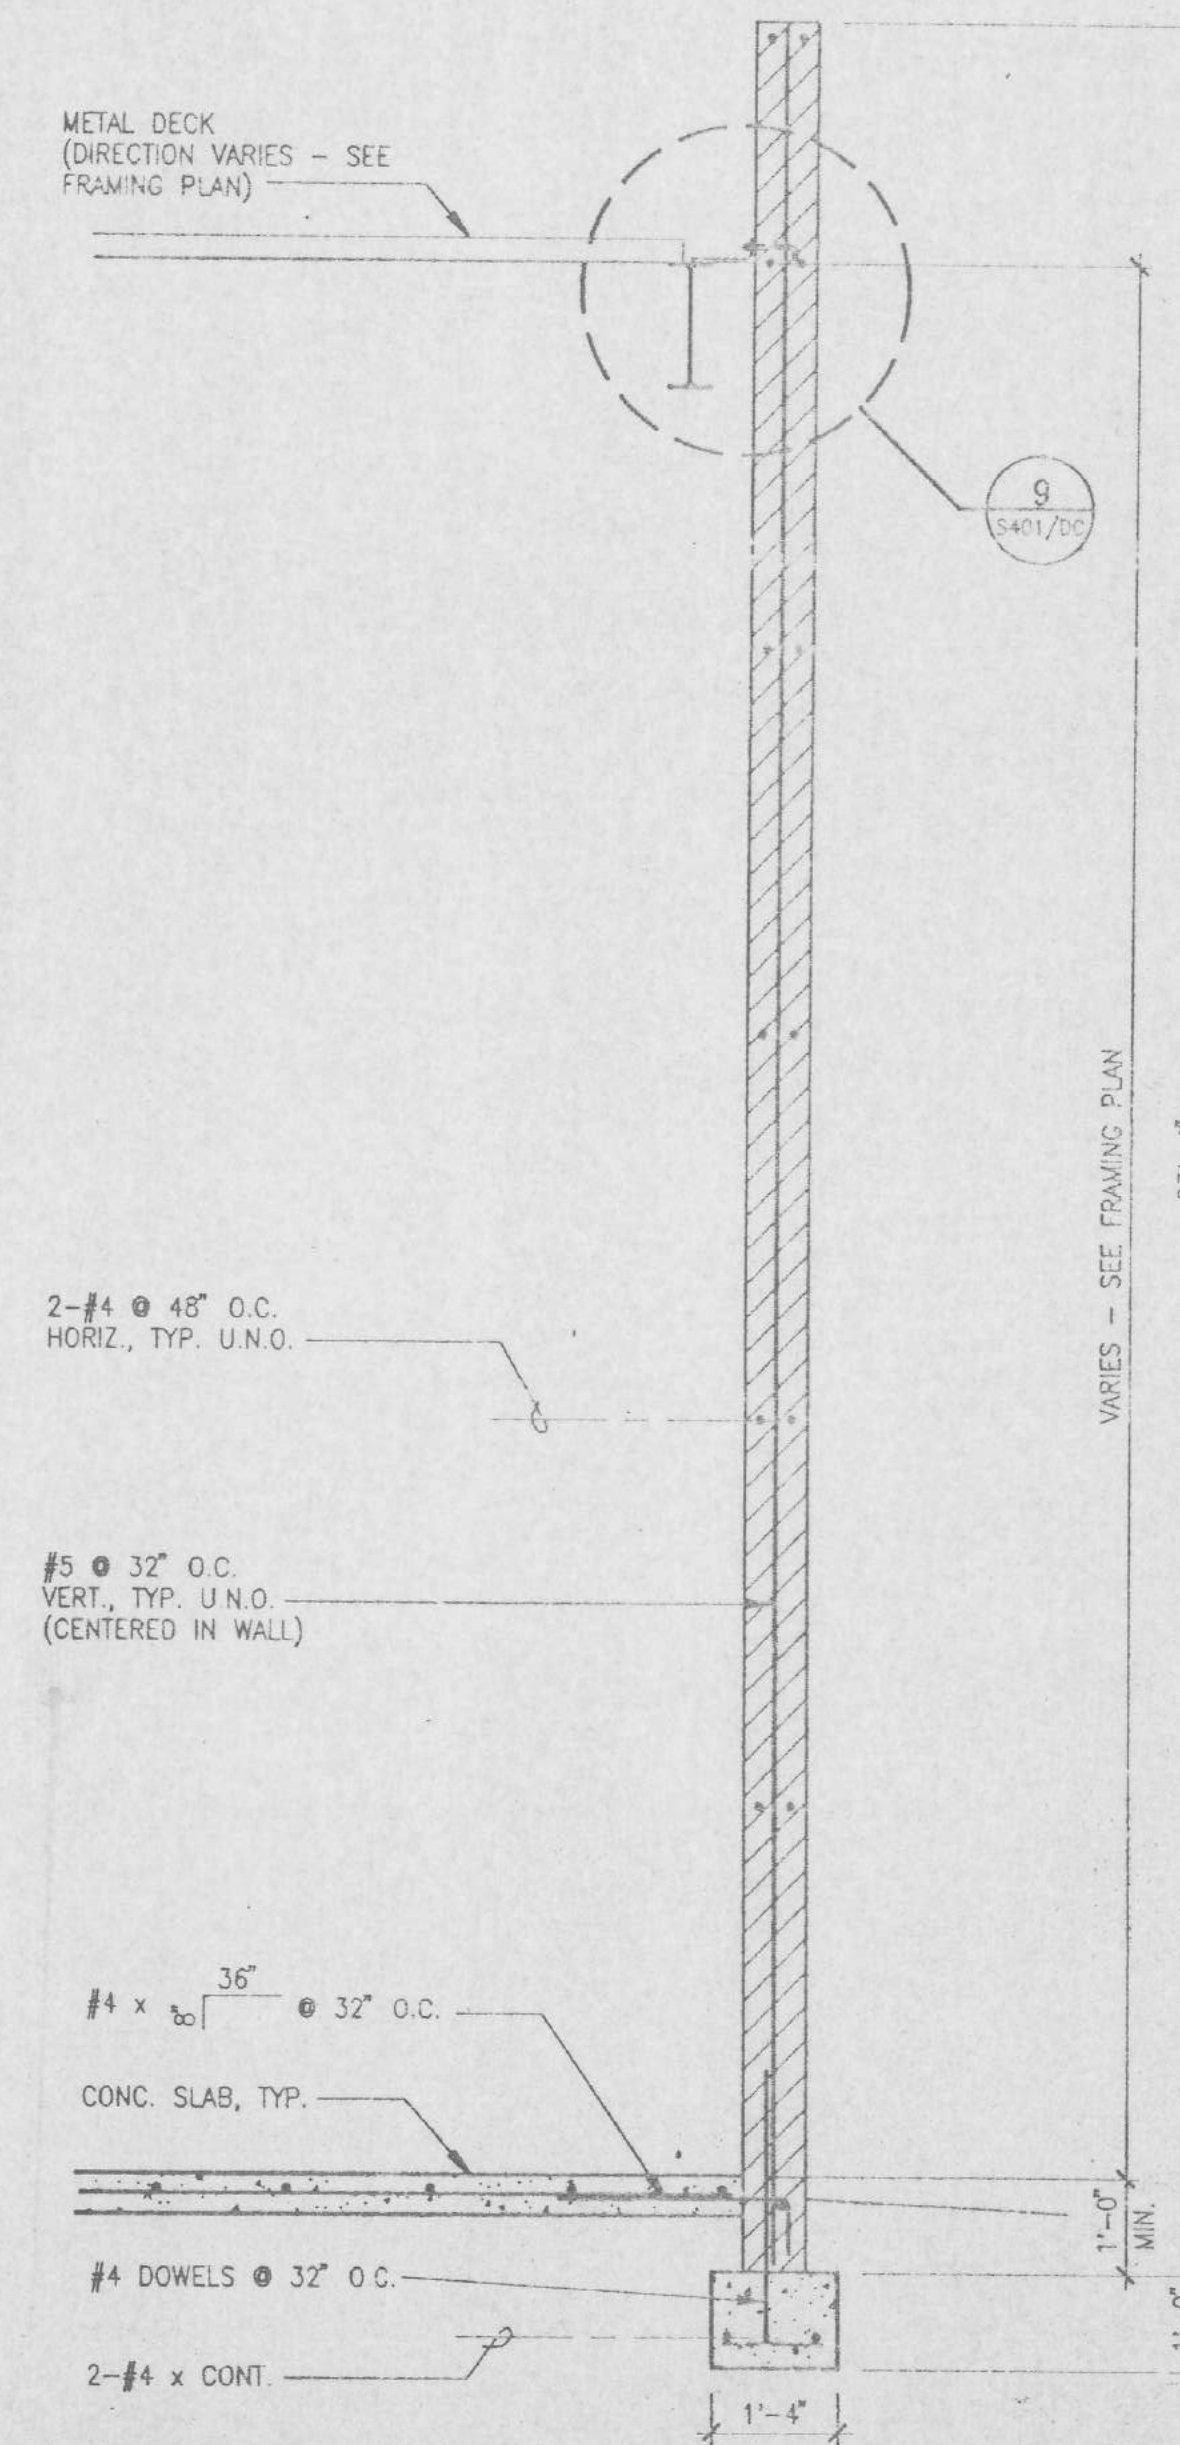 METAL DECK
(DIRECTION VARIES - SEE
FRAMING PLAN)
9
S401/DC
VARIES - SEE FRAMING PLAN
2-#4 @ 48" O.C.
HORIZ., TYP. U.N.O.
#5 @ 32" O.C.
VERT., TYP. U.N.O.
(CENTERED IN WALL)
36"
#4 x 8" @ 32" O.C.
CONC. SLAB, TYP.
1'-0"
MIN.
#4 DOWELS @ 32" O.C.
2-#4 x CONT.
1'-4"